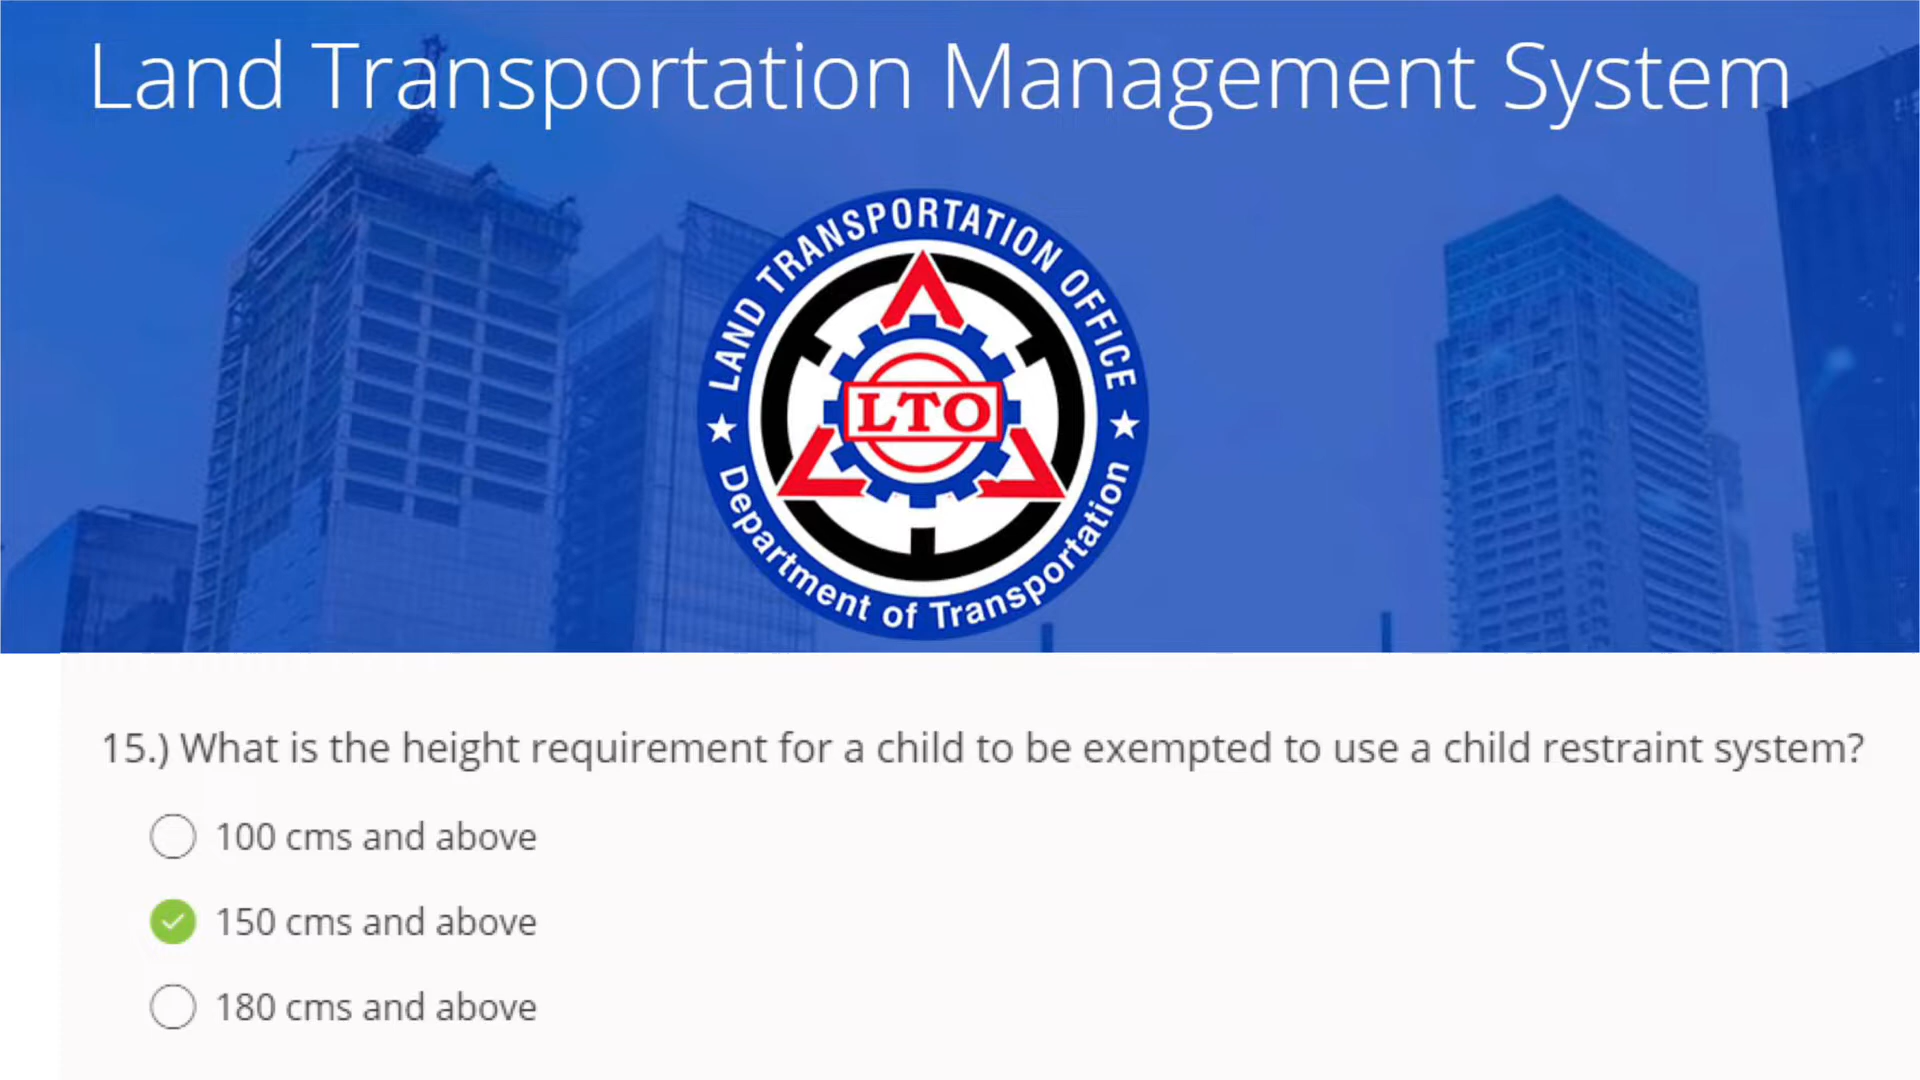 Land Transportation Management System
LAND TRANSPORTATION OFFICE
LTO
Department of Transportation
15.) What is the height requirement for a child to be exempted to use a child restraint system?
100 cms and above
150 cms and above
180 cms and above